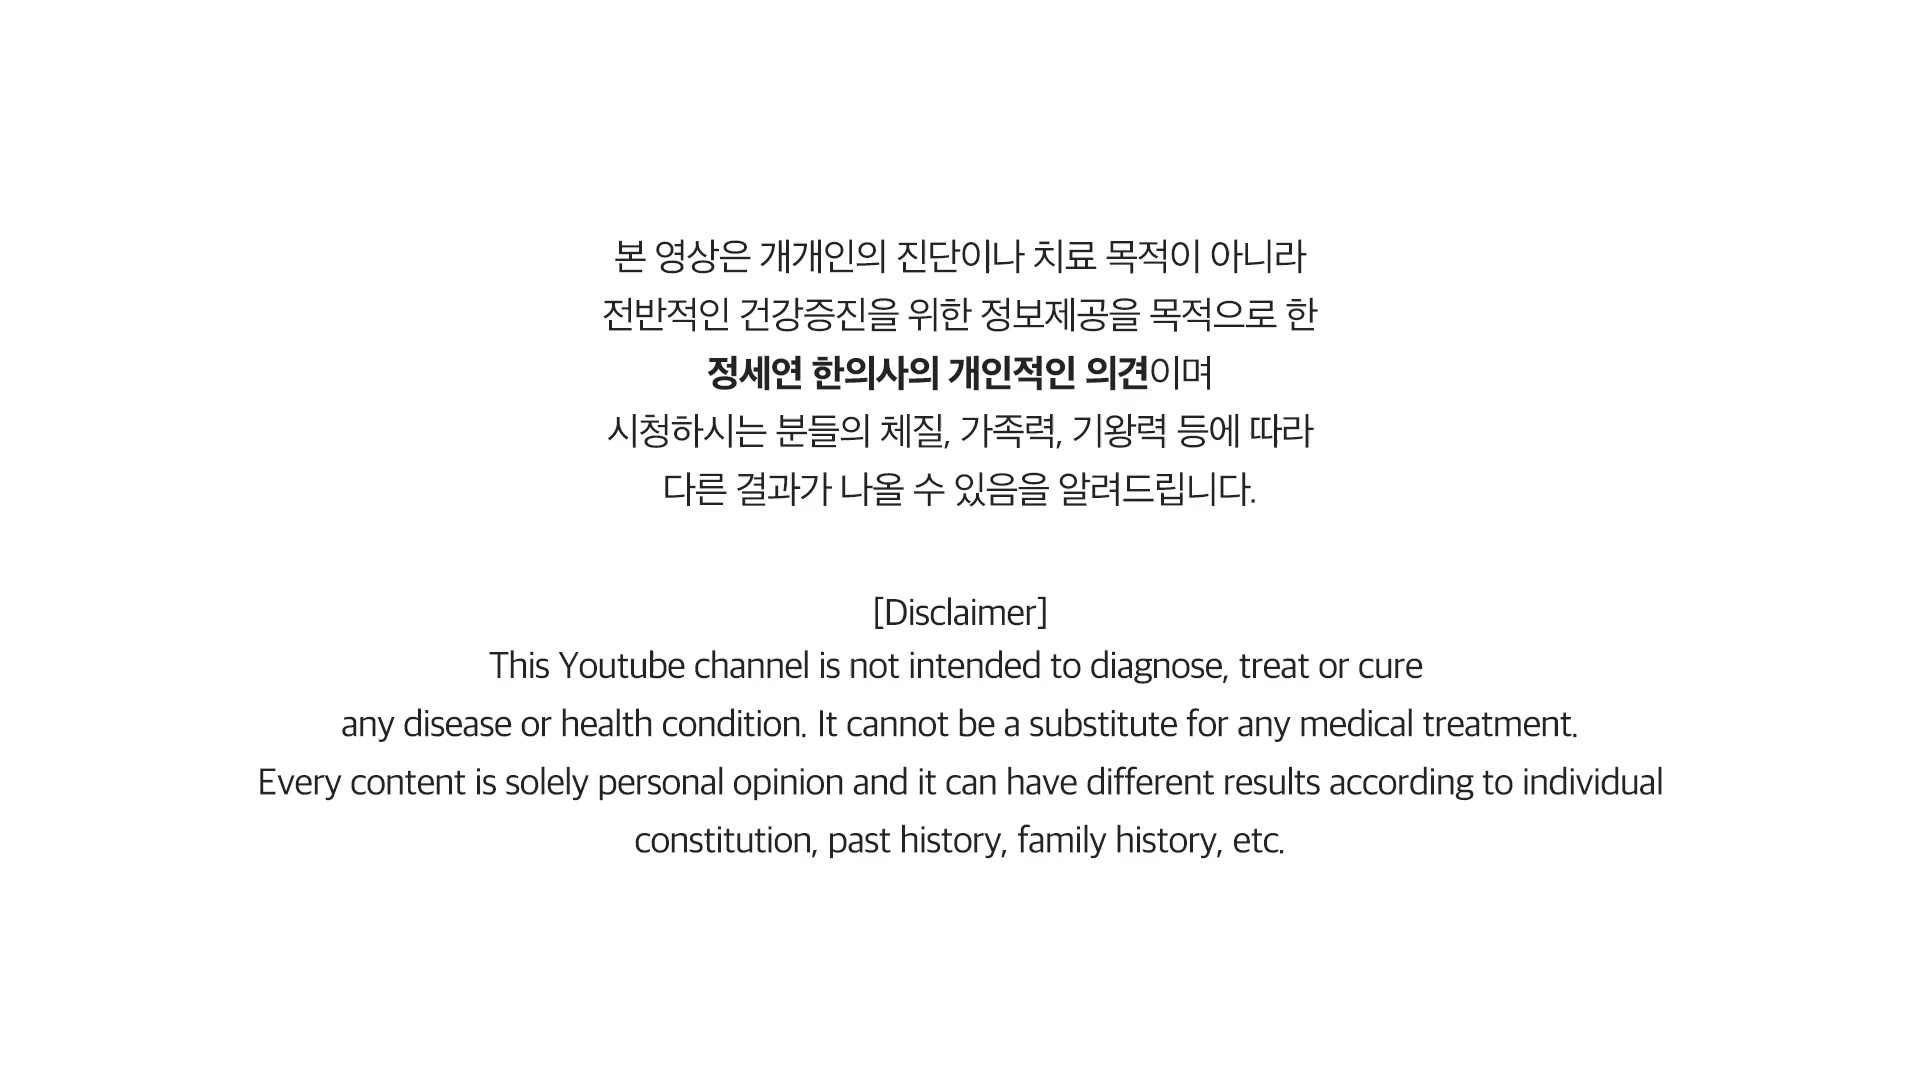 본 영상은 개개인의 진단이나 치료 목적이 아니라
전반적인 건강증진을 위한 정보제공을 목적으로 한
정세연 한의사의 개인적인 의견이며
시청하시는 분들의 체질, 가족력, 기왕력 등에 따라
다른 결과가 나올 수 있음을 알려드립니다.
[Disclaimer]
This Youtube channel is not intended to diagnose, treat or cure
any disease or health condition. It cannot be a substitute for any medical treatment.
Every content is solely personal opinion and it can have different results according to individual
constitution, past history, family history, etc.